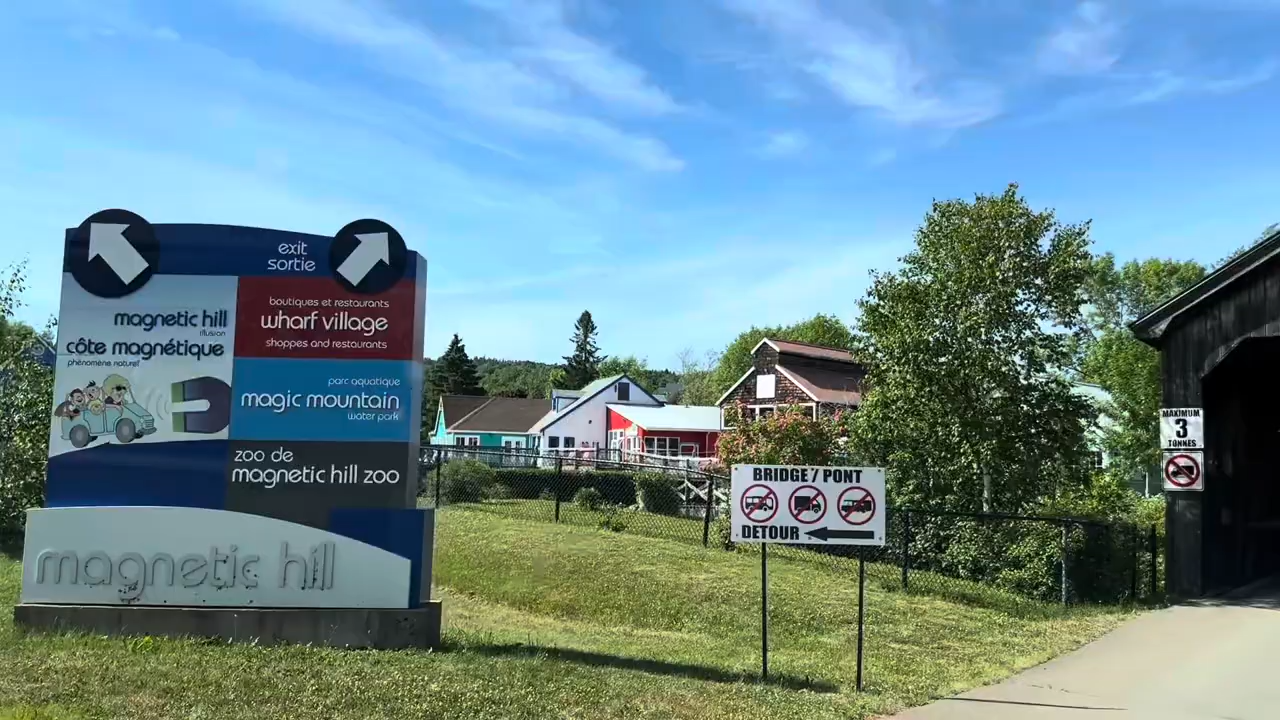 exit
sortie
magnetic hill
illusion
côte magnétique
phénomène naturel
boutiques et restaurants
wharf village
shoppes and restaurants
parc aquatique
magic mountain
water park
zoo de
magnetic hill zoo
magnetic hill
BRIDGE / PONT
DETOUR
MAXIMUM
3
TONNES